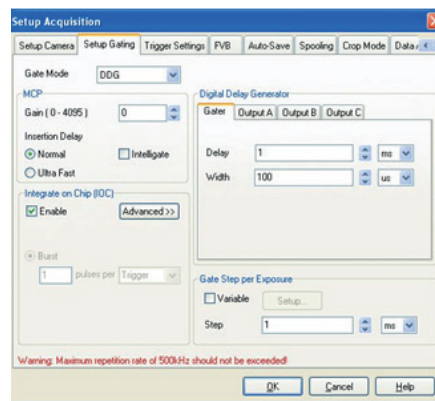 Setup Acquisition
Setup Camera Setup Gating Trigger Settings FVB Auto-Save Spooling Crop Mode Data
Gate Mode DDG
MCP
Gain ( 0 - 4095 ) 0
Insertion Delay
Normal Intelligate
Ultra Fast
Integrate on Chip (IOC)
Enable Advanced >>
Burst
1 pulses per Trigger
Digital Delay Generator
Gater Output A Output B Output C
Delay 1 ms
Width 100 us
Gate Step per Exposure
Variable Setup...
Step 1 ms
Warning: Maximum repetition rate of 500kHz should not be exceeded!
OK Cancel Help